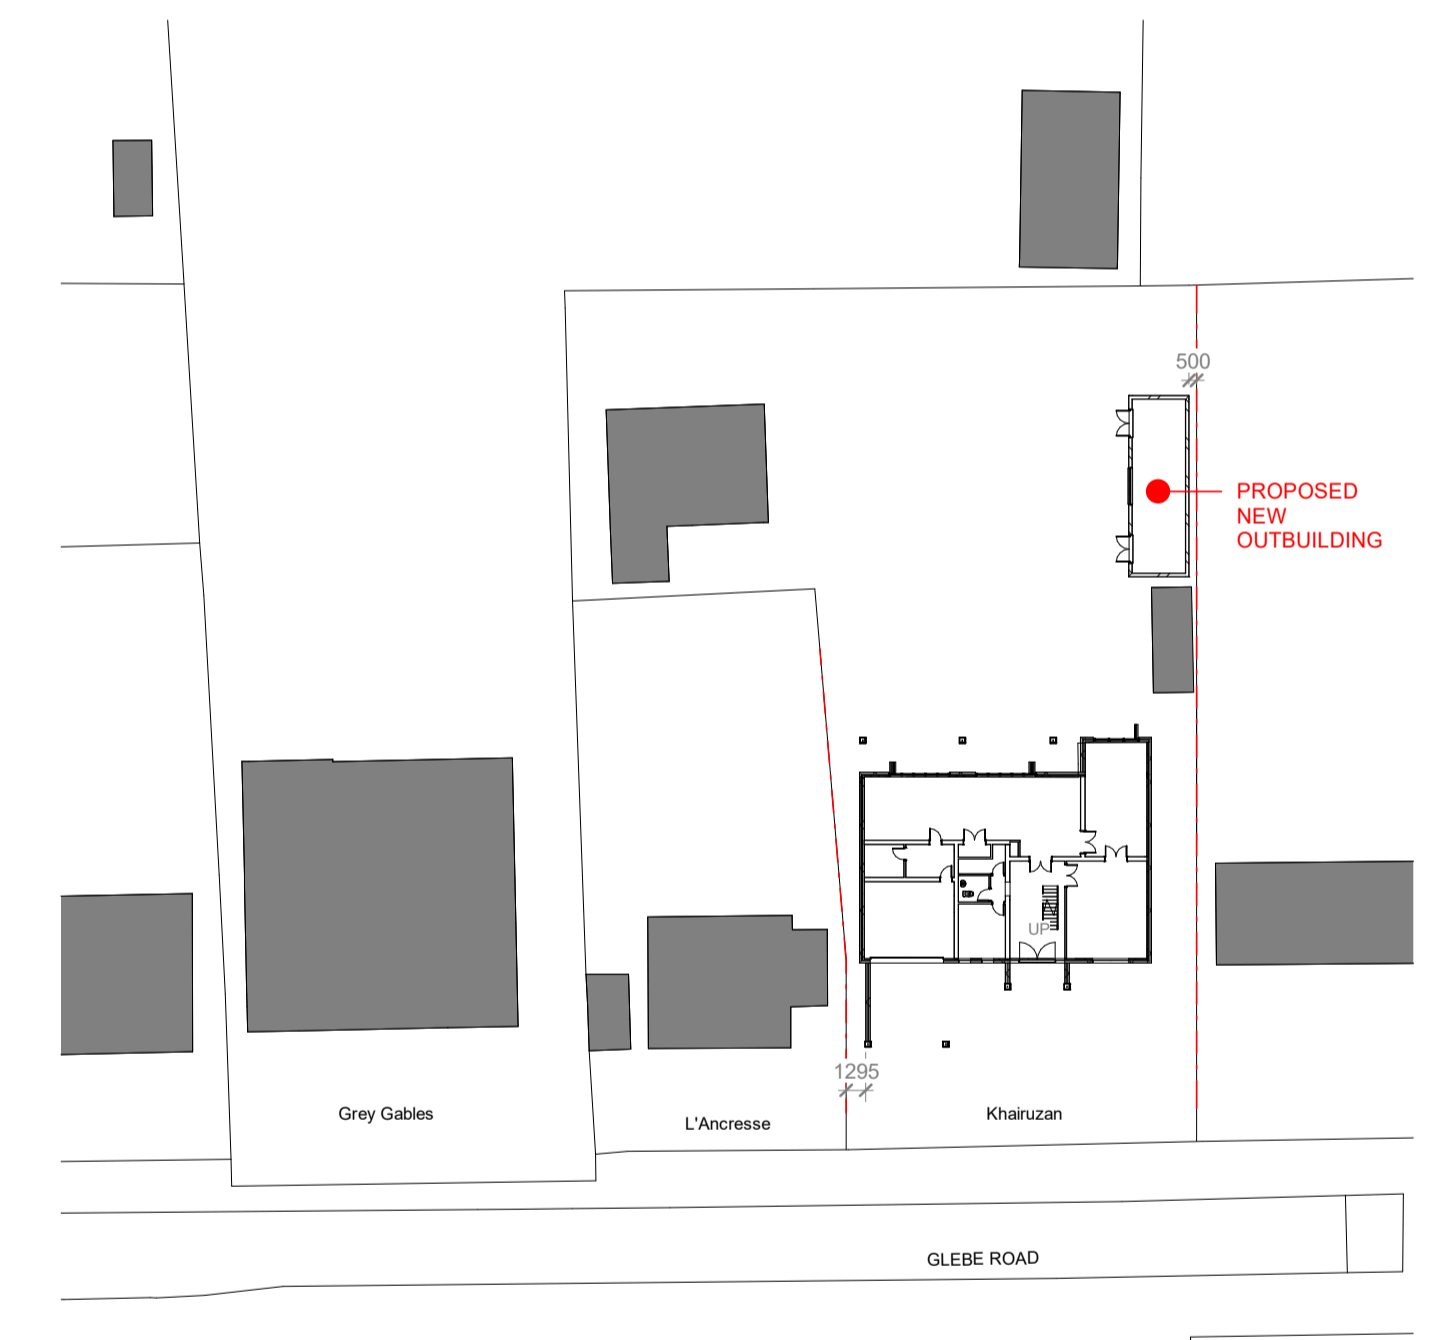 500
PROPOSED
NEW
OUTBUILDING
UP
1295
Grey Gables
L'Ancresse
Khairuzan
GLEBE ROAD